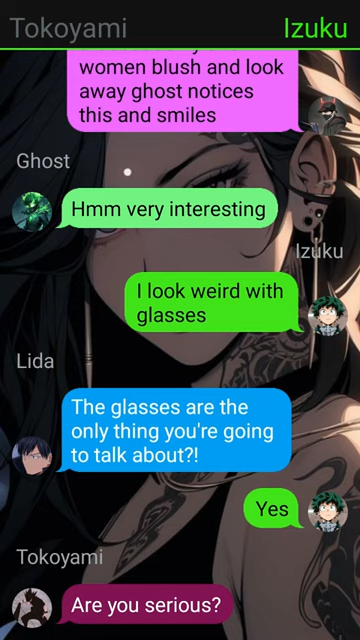 Tokoyami Izuku
women blush and look
away ghost notices
this and smiles
Ghost
Hmm very interesting
Izuku
I look weird with
glasses
Lida
The glasses are the
only thing you're going
to talk about?!
Yes
Tokoyami
Are you serious?